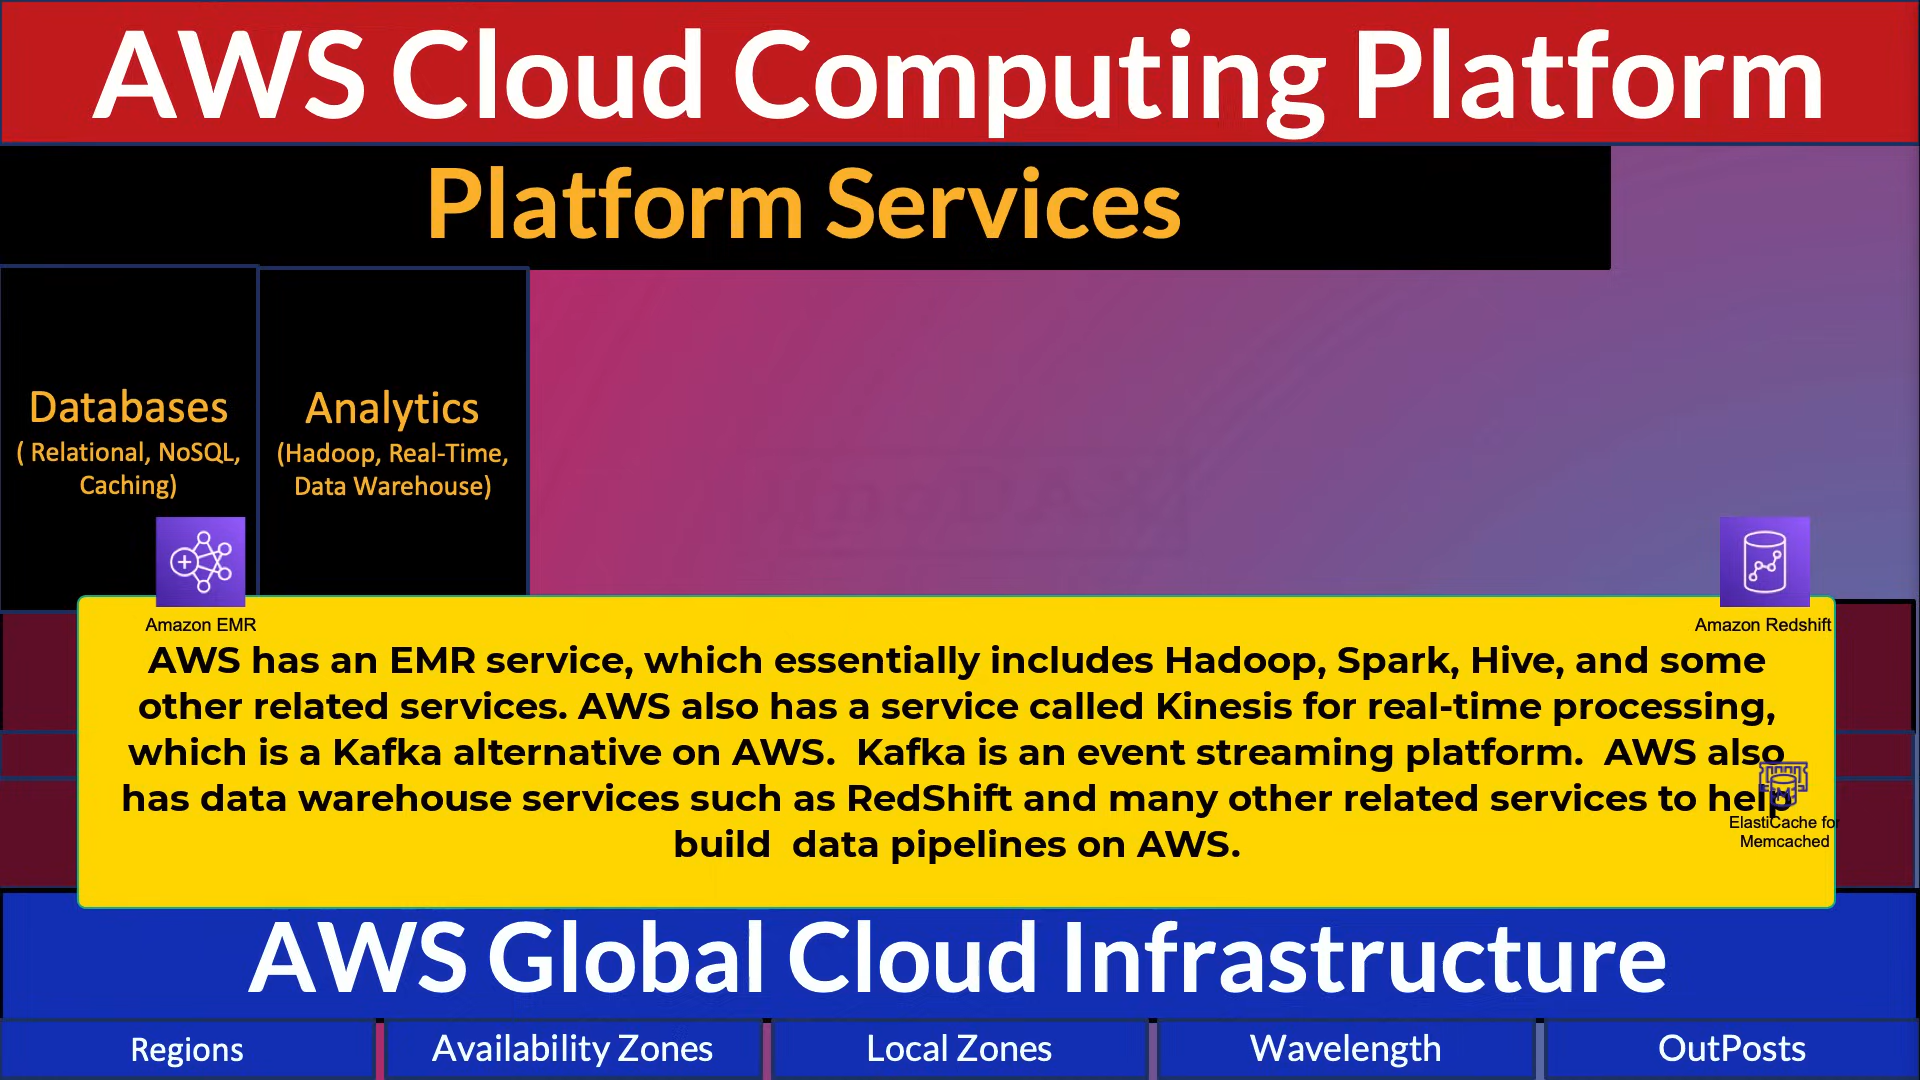 AWS Cloud Computing Platform
Platform Services
Databases
( Relational, NoSQL,
Caching)
Analytics
(Hadoop, Real-Time,
Data Warehouse)
Amazon EMR
Amazon Redshift
AWS has an EMR service, which essentially includes Hadoop, Spark, Hive, and some
other related services. AWS also has a service called Kinesis for real-time processing,
which is a Kafka alternative on AWS.  Kafka is an event streaming platform.  AWS also
has data warehouse services such as RedShift and many other related services to help
build  data pipelines on AWS.
ElastiCache for
Memcached
AWS Global Cloud Infrastructure
Regions
Availability Zones
Local Zones
Wavelength
OutPosts